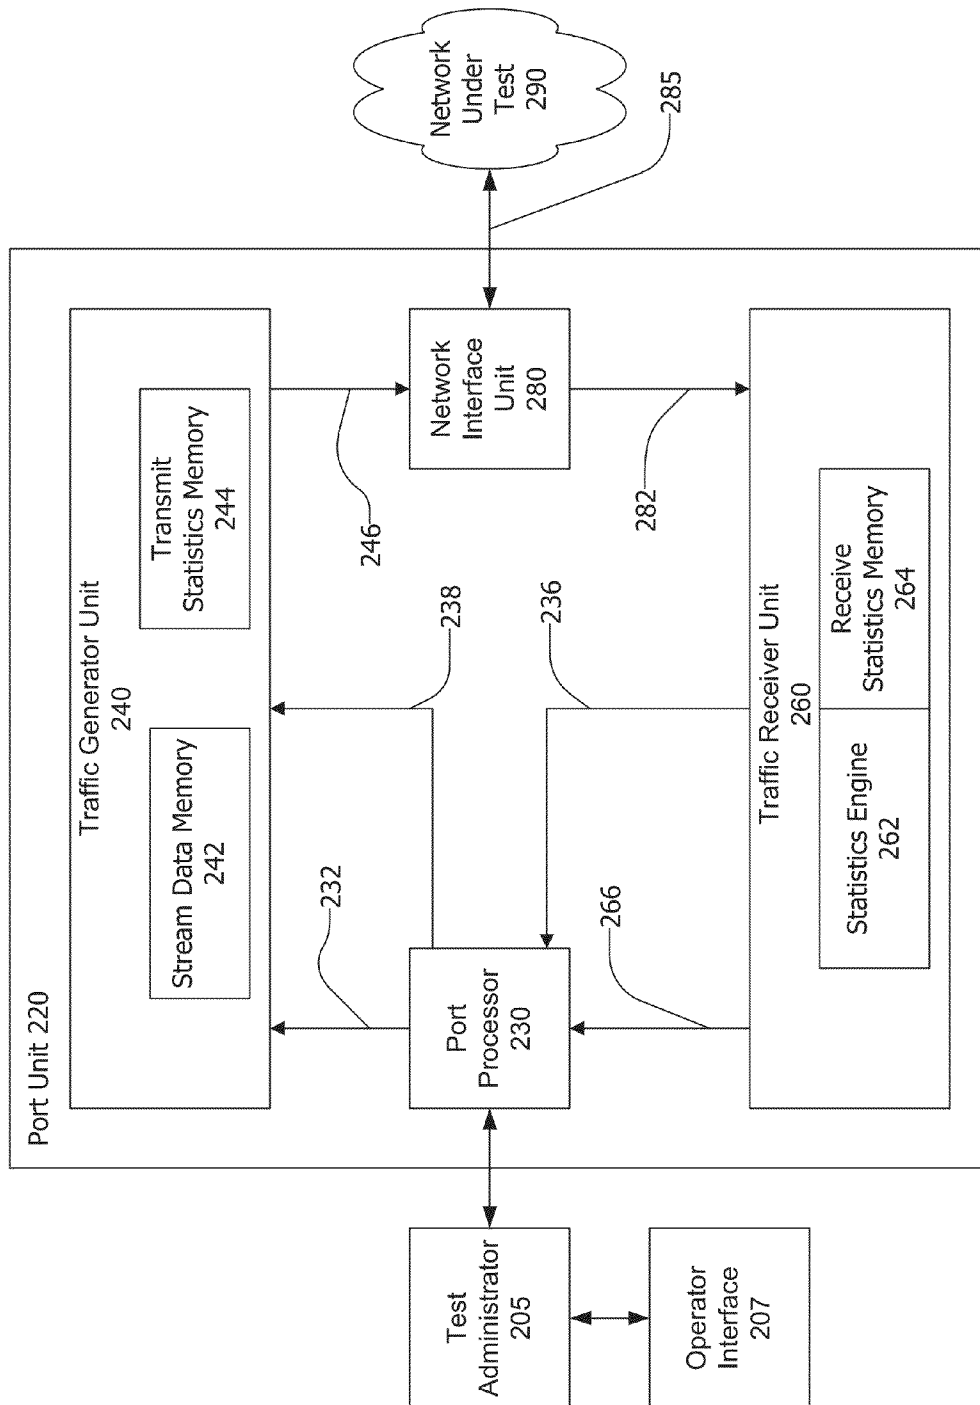 Port Unit 220
Traffic Generator Unit
240
Stream Data Memory
242
Transmit
Statistics Memory
244
232
238
246
Test
Administrator
205
Port
Processor
230
Network
Interface
Unit
280
Network
Under
Test
290
285
266
236
282
Operator
Interface
207
Traffic Receiver Unit
260
Statistics Engine
262
Receive
Statistics Memory
264